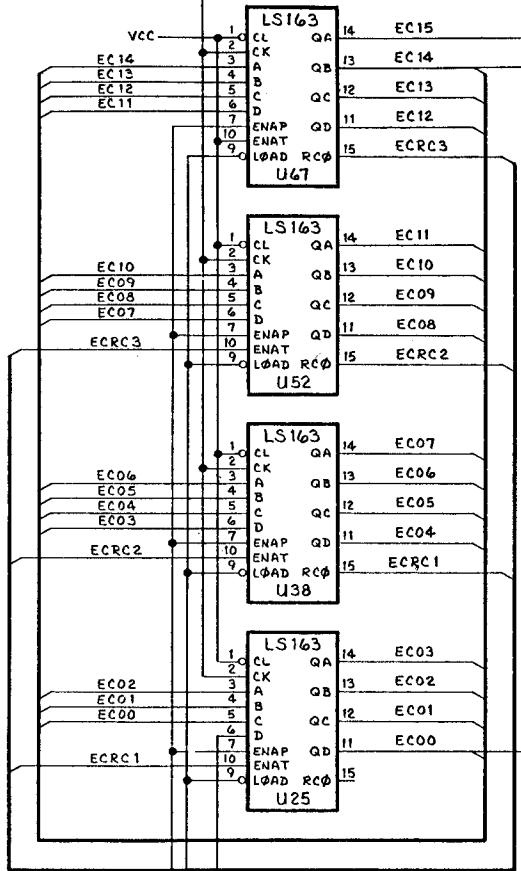 LS163
VCC
1 CL QA 14 EC15
2 CK
EC14 3 A QB 13 EC14
EC13 4 B
EC12 5 C QC 12 EC13
EC11 6 D
7 ENAP QD 11 EC12
10 ENAT
9 LØAD RCØ 15 ECRC3
U67
LS163
1 CL QA 14 EC11
2 CK
EC10 3 A QB 13 EC10
EC09 4 B
EC08 5 C QC 12 EC09
EC07 6 D
7 ENAP QD 11 EC08
ECRC3 10 ENAT
9 LØAD RCØ 15 ECRC2
U52
LS163
1 CL QA 14 EC07
2 CK
EC06 3 A QB 13 EC06
EC05 4 B
EC04 5 C QC 12 EC05
EC03 6 D
7 ENAP QD 11 EC04
ECRC2 10 ENAT
9 LØAD RCØ 15 ECRC1
U38
LS163
1 CL QA 14 EC03
2 CK
EC02 3 A QB 13 EC02
EC01 4 B
EC00 5 C QC 12 EC01
6 D
7 ENAP QD 11 EC00
ECRC1 10 ENAT
9 LØAD RCØ 15
U25